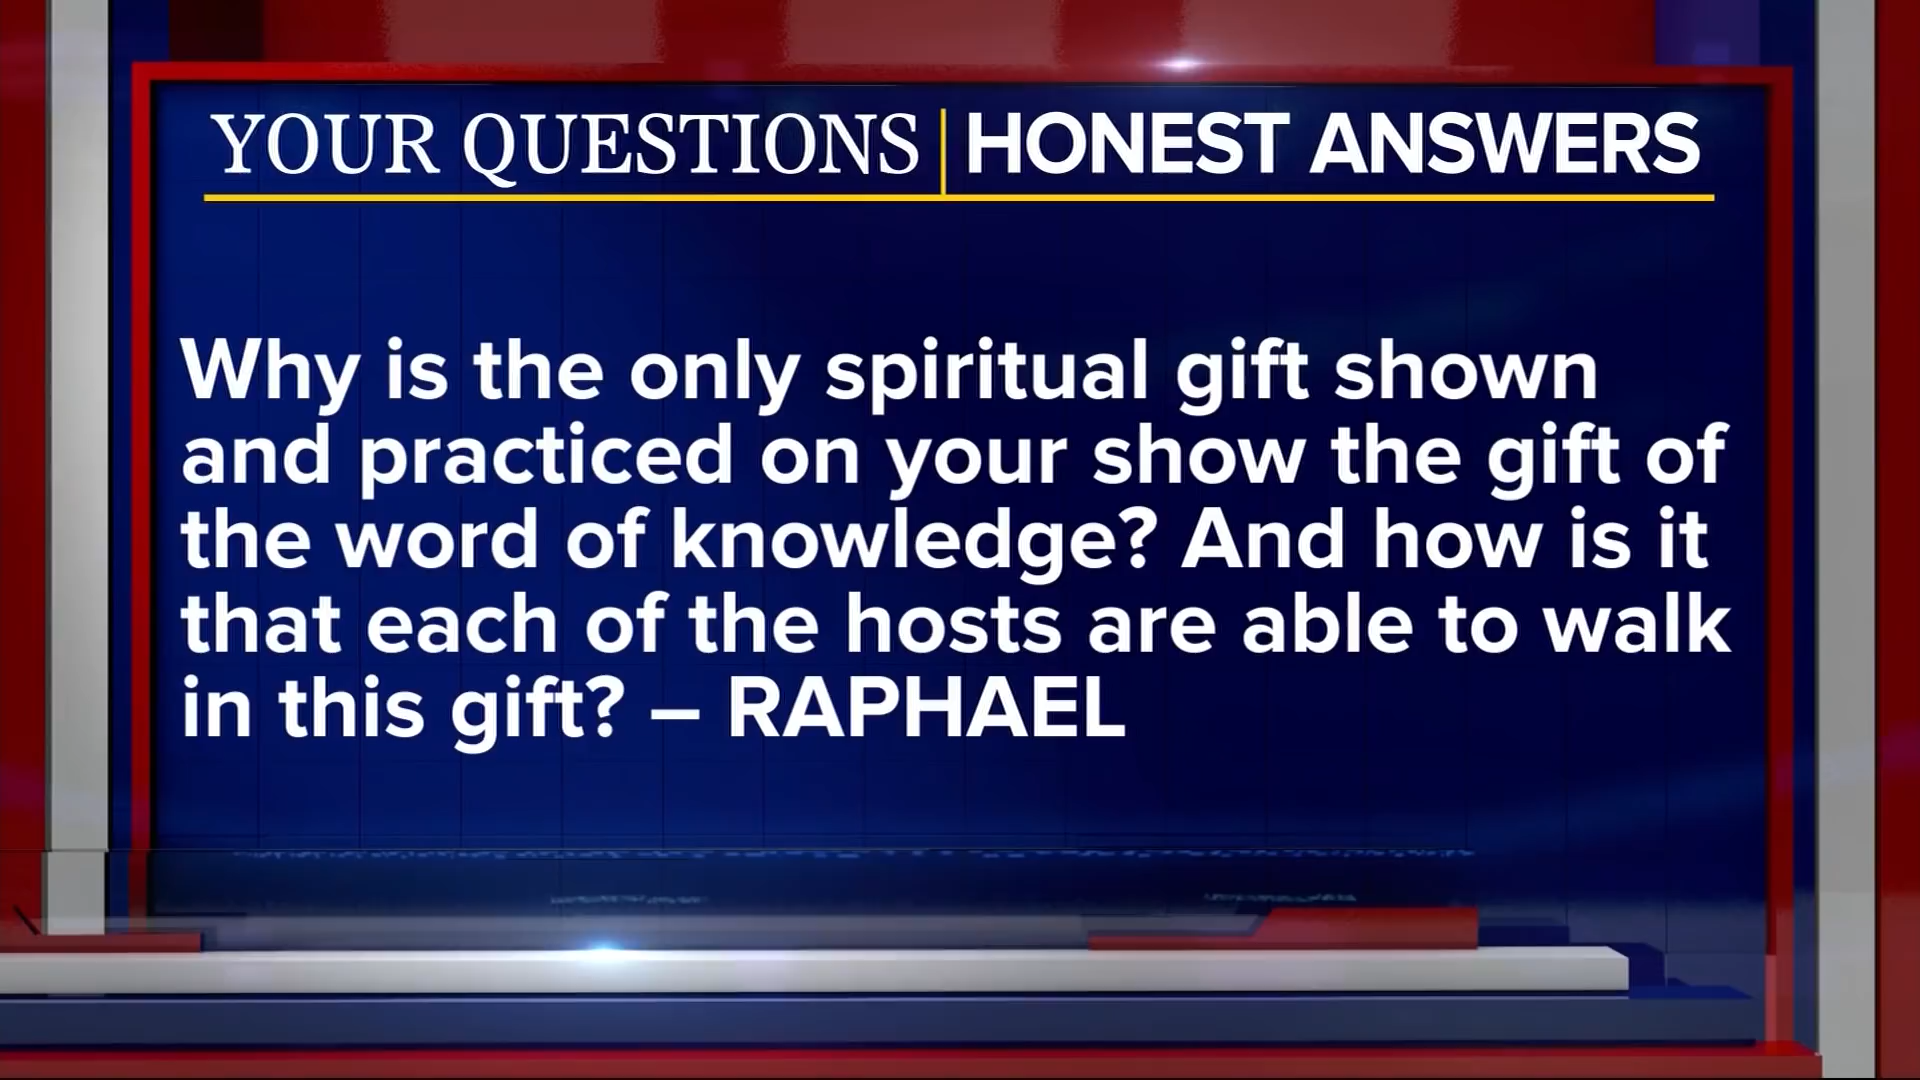 YOUR QUESTIONS | HONEST ANSWERS
Why is the only spiritual gift shown
and practiced on your show the gift of
the word of knowledge? And how is it
that each of the hosts are able to walk
in this gift? – RAPHAEL